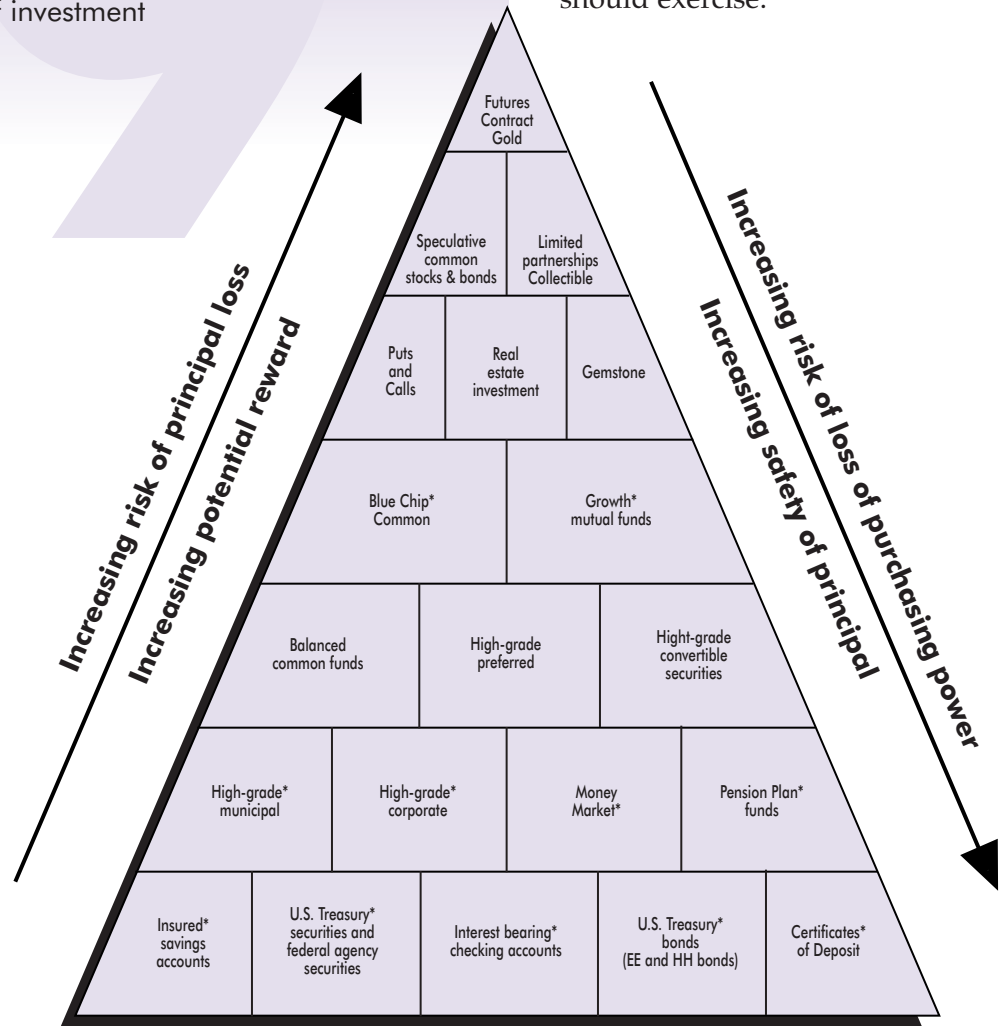 f investment
should exercise.
Futures
Contract
Gold
Speculative
common
stocks & bonds
Limited
partnerships
Collectible
Puts
and
Calls
Real
estate
investment
Gemstone
Blue Chip*
Common
Growth*
mutual funds
Balanced
common funds
High-grade
preferred
Hight-grade
convertible
securities
High-grade*
municipal
High-grade*
corporate
Money
Market*
Pension Plan*
funds
Insured*
savings
accounts
U.S. Treasury*
securities and
federal agency
securities
Interest bearing*
checking accounts
U.S. Treasury*
bonds
(EE and HH bonds)
Certificates*
of Deposit
Increasing risk of principal loss
Increasing potential reward
Increasing risk of loss of purchasing power
Increasing safety of principal